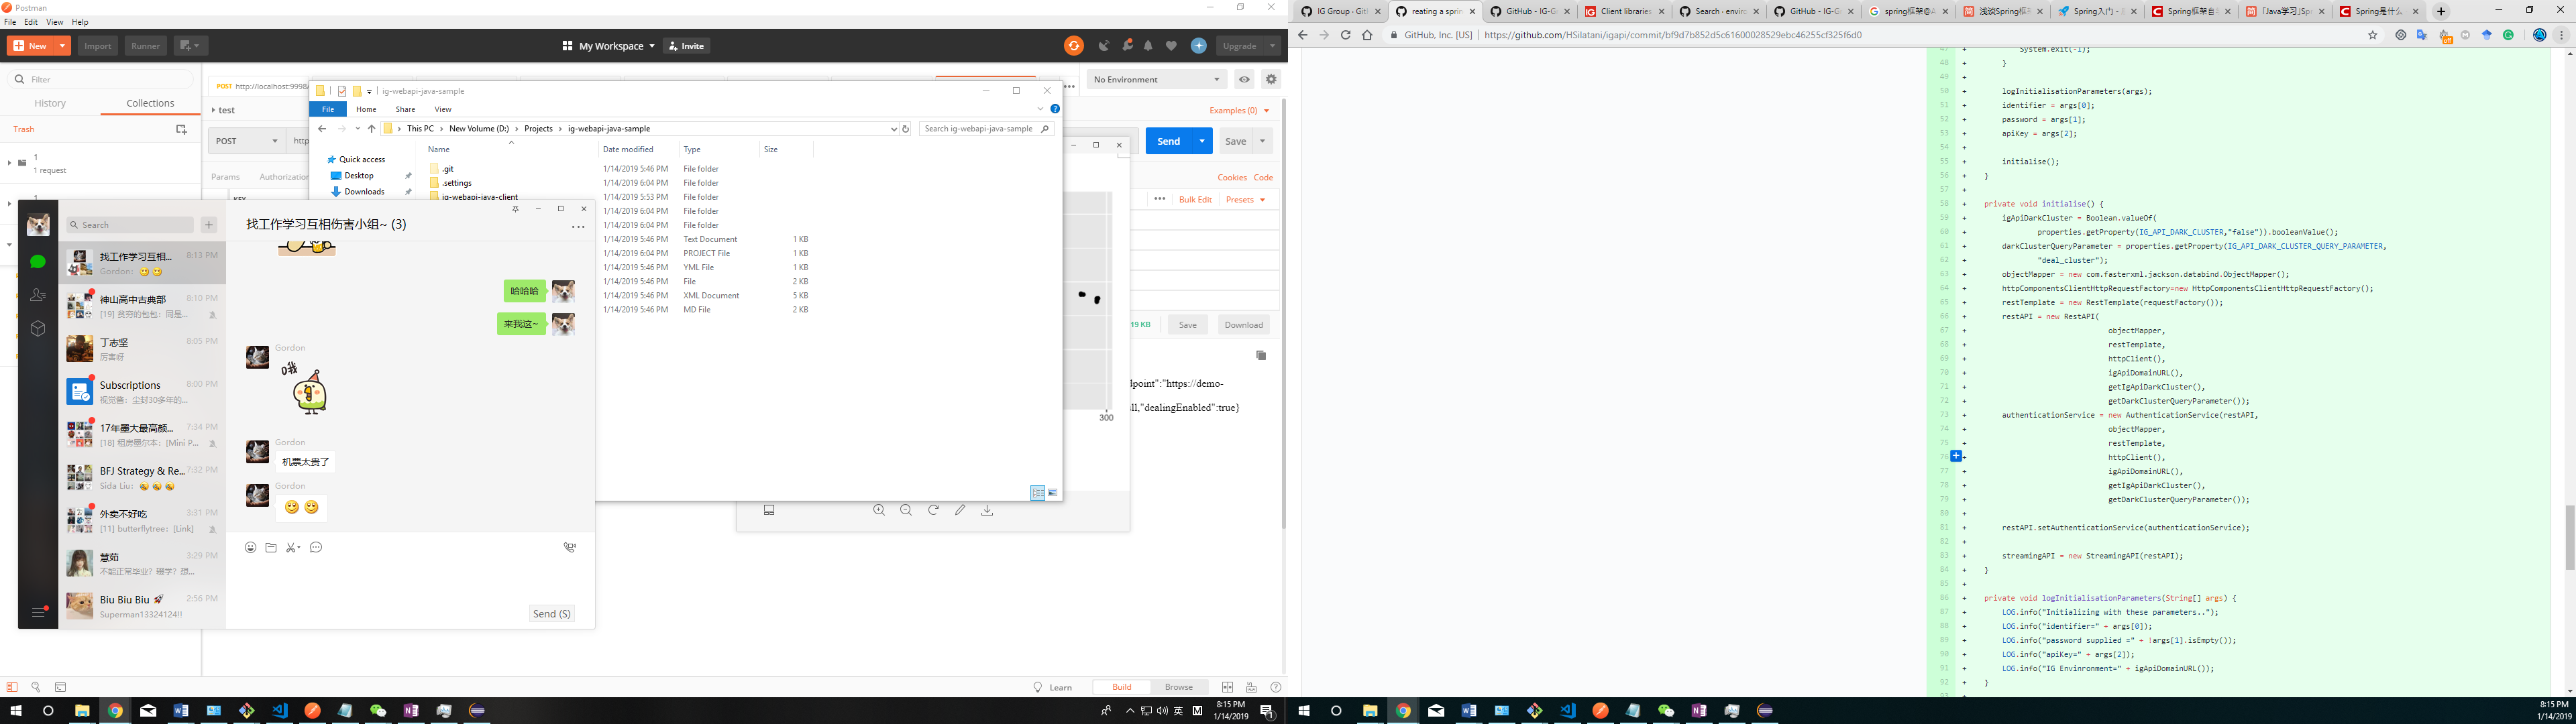 Postman
File Edit View Help
New
Import
Runner
My Workspace
Invite
Upgrade
Filter
History
Collections
Trash
1
1 request
1
POST http://localhost:9998/
test
POST
Params
Authorization
KEY
No Environment
Examples (0)
Send
Save
Cookies Code
Bulk Edit
Presets
19 KB
Save
Download
dpoint":"https://demo-
ll,"dealingEnabled":true}
300
Learn
Build
Browse
ig-webapi-java-sample
File Home Share View
This PC > New Volume (D:) > Projects > ig-webapi-java-sample
Search ig-webapi-java-sample
Quick access
Desktop
Downloads
Name Date modified Type Size
.git 1/14/2019 5:46 PM File folder
.settings 1/14/2019 6:04 PM File folder
ig-webapi-java-client 1/14/2019 5:53 PM File folder
1/14/2019 6:04 PM File folder
1/14/2019 6:04 PM File folder
1/14/2019 5:46 PM Text Document 1 KB
1/14/2019 6:04 PM PROJECT File 1 KB
1/14/2019 5:46 PM YML File 1 KB
1/14/2019 5:46 PM File 2 KB
1/14/2019 5:46 PM XML Document 5 KB
1/14/2019 5:46 PM MD File 2 KB
Search
找工作学习互相... 8:13 PM
Gordon:
神山高中古典部 8:10 PM
[19] 贫穷的包包：同是...
丁志坚 8:05 PM
厉害呀
Subscriptions 8:00 PM
视觉酱：尘封30多年的...
17年墨大最高颜... 7:34 PM
[18] 租房墨尔本：[Mini P...
BFJ Strategy & Re... 7:32 PM
Sida Liu:
外卖不好吃 3:31 PM
[11] butterflytree：[Link]
慧茹 3:29 PM
不能正常毕业？辍学？想...
Biu Biu Biu 2:56 PM
Superman13324124!!
找工作学习互相伤害小组~ (3)
哈哈哈
来我这~
Gordon
Gordon
机票太贵了
Gordon
Send (S)
8:15 PM
1/14/2019
英
IG Group · Git
reating a sprin
GitHub - IG-G
Client libraries
Search · enviro
GitHub - IG-G
spring框架@A
浅谈Spring框
Spring入门 -
Spring框架自
「Java学习」Sp
Spring是什么
GitHub, Inc. [US] | https://github.com/HSilatani/igapi/commit/bf9d7b852d5c61600028529ebc46255cf325f6d0
47 + System.exit(-1);
48 + }
49 +
50 + logInitialisationParameters(args);
51 + identifier = args[0];
52 + password = args[1];
53 + apiKey = args[2];
54 +
55 + initialise();
56 + }
57 +
58 + private void initialise() {
59 + igApiDarkCluster = Boolean.valueOf(
60 + properties.getProperty(IG_API_DARK_CLUSTER,"false")).booleanValue();
61 + darkClusterQueryParameter = properties.getProperty(IG_API_DARK_CLUSTER_QUERY_PARAMETER,
62 + "deal_cluster");
63 + objectMapper = new com.fasterxml.jackson.databind.ObjectMapper();
64 + httpComponentsClientHttpRequestFactory=new HttpComponentsClientHttpRequestFactory();
65 + restTemplate = new RestTemplate(requestFactory());
66 + restAPI = new RestAPI(
67 + objectMapper,
68 + restTemplate,
69 + httpClient(),
70 + igApiDomainURL(),
71 + getIgApiDarkCluster(),
72 + getDarkClusterQueryParameter());
73 + authenticationService = new AuthenticationService(restAPI,
74 + objectMapper,
75 + restTemplate,
76 + httpClient(),
77 + igApiDomainURL(),
78 + getIgApiDarkCluster(),
79 + getDarkClusterQueryParameter());
80 +
81 + restAPI.setAuthenticationService(authenticationService);
82 +
83 + streamingAPI = new StreamingAPI(restAPI);
84 + }
85 +
86 + private void logInitialisationParameters(String[] args) {
87 + LOG.info("Initializing with these parameters..");
88 + LOG.info("identifier=" + args[0]);
89 + LOG.info("password supplied =" + !args[1].isEmpty());
90 + LOG.info("apiKey=" + args[2]);
91 + LOG.info("IG Envinronment=" + igApiDomainURL());
92 + }
93 +
8:15 PM
1/14/2019